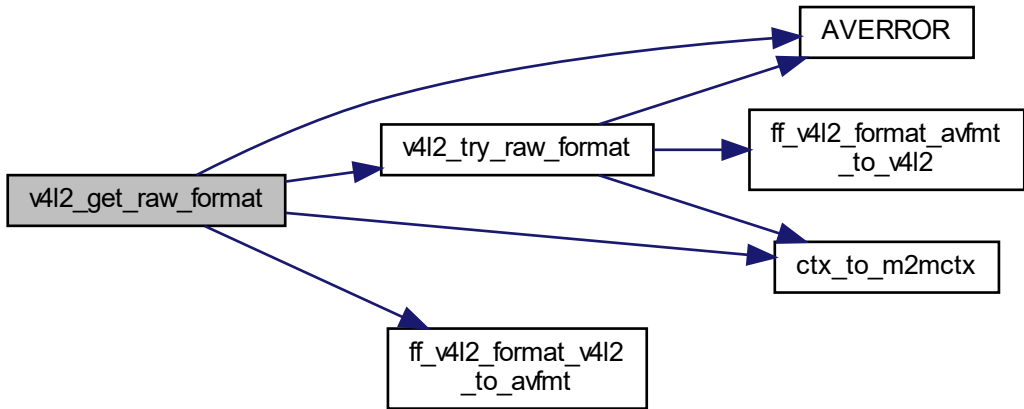 AVERROR
v4l2_try_raw_format
ff_v4l2_format_avfmt
_to_v4l2
v4l2_get_raw_format
ctx_to_m2mctx
ff_v4l2_format_v4l2
_to_avfmt